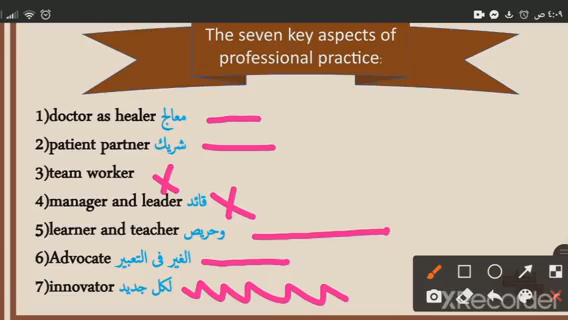 ٤:٠٩ ص
The seven key aspects of
professional practice:
1)doctor as healer معالج
2)patient partner شريك
3)team worker
4)manager and leader قائد
5)learner and teacher وحريص
6)Advocate الغير فى التعبير
7)innovator لكل جديد
XRecorder